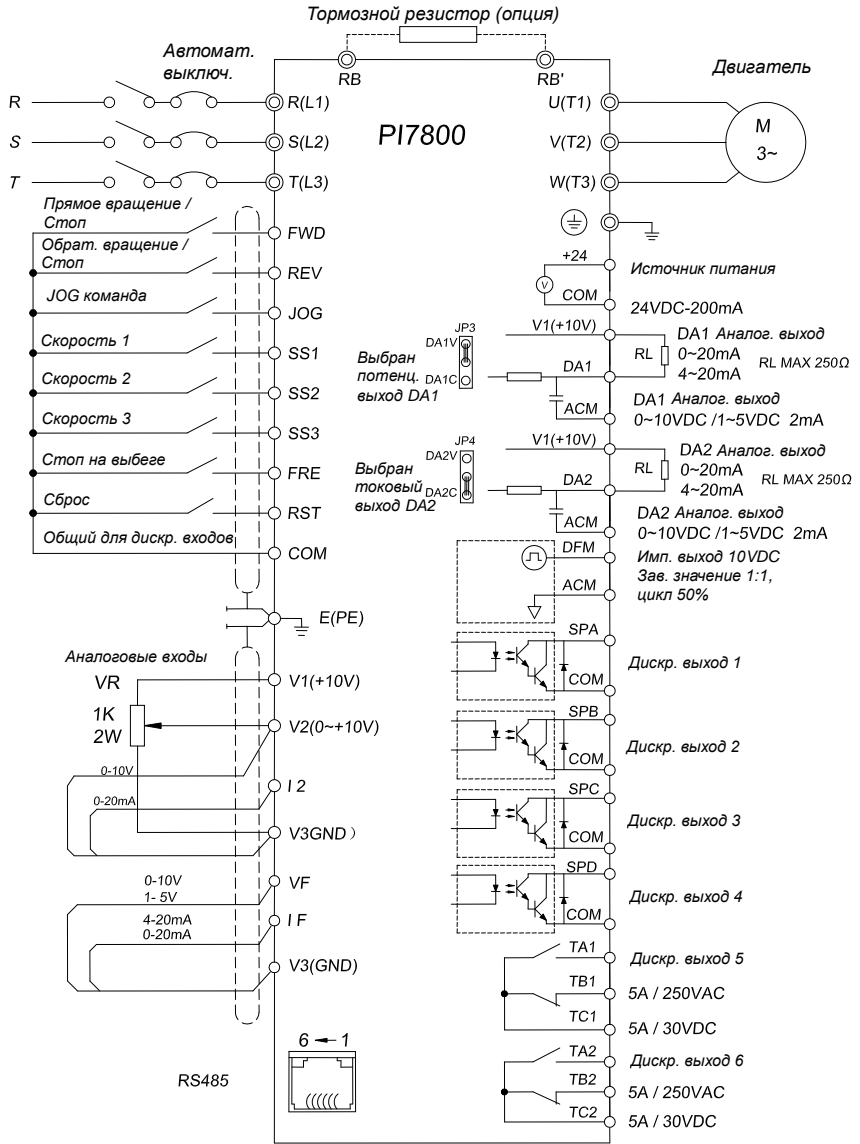 Тормозной резистор (опция)
Автомат.
выключ.
RB
RB'
Двигатель
R
R(L1)
U(T1)
PI7800
M
3~
S
S(L2)
V(T2)
T
T(L3)
W(T3)
Прямое вращение /
Стоп
FWD
Обрат. вращение /
Стоп
REV
JOG команда
JOG
Скорость 1
SS1
Скорость 2
SS2
Скорость 3
SS3
Стоп на выбеге
FRE
Сброс
RST
Общий для дискр. входов
COM
E(PE)
Аналоговые входы
VR
V1(+10V)
1K
2W
V2(0~+10V)
0-10V
I 2
0-20mA
V3GND）
0-10V
1- 5V
VF
4-20mA
0-20mA
I F
V3(GND)
6 1
RS485
+24
Источник питания
V
COM
24VDC-200mA
V1(+10V)
JP3
DA1V
DA1C
Выбран
потенц.
выход DA1
DA1
RL
DA1 Аналог. выход
0~20mA
4~20mA
RL MAX 250Ω
ACM
DA1 Аналог. выход
0~10VDC /1~5VDC 2mA
V1(+10V)
JP4
DA2V
DA2C
Выбран
токовый
выход DA2
DA2
RL
DA2 Аналог. выход
0~20mA
4~20mA
RL MAX 250Ω
ACM
DA2 Аналог. выход
0~10VDC /1~5VDC 2mA
DFM
Имп. выход 10VDC
Зав. значение 1:1,
цикл 50%
ACM
SPA
Дискр. выход 1
COM
SPB
Дискр. выход 2
COM
SPC
Дискр. выход 3
COM
SPD
Дискр. выход 4
COM
TA1
Дискр. выход 5
TB1
5A / 250VAC
TC1
5A / 30VDC
TA2
Дискр. выход 6
TB2
5A / 250VAC
TC2
5A / 30VDC